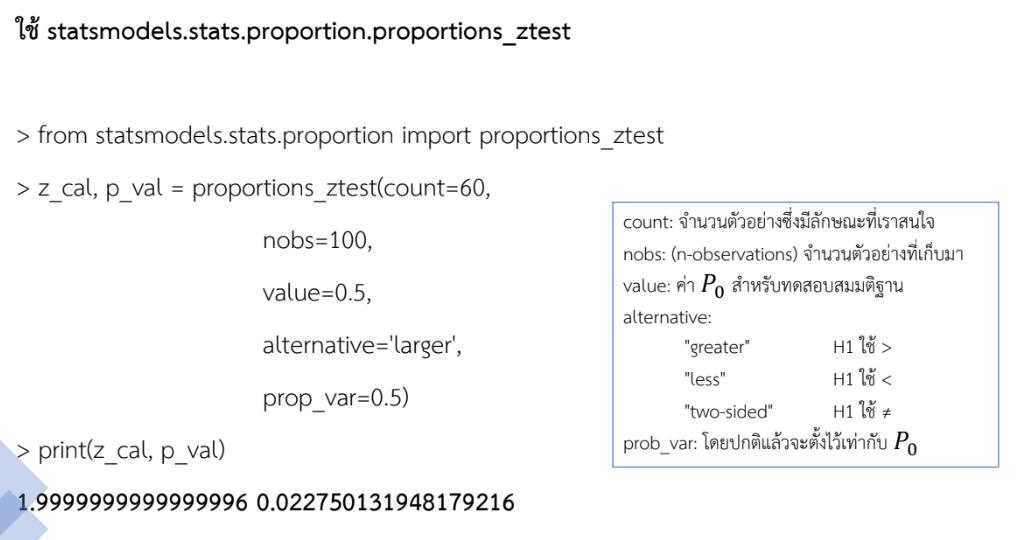 ใช้ statsmodels.stats.proportion.proportions_ztest
> from statsmodels.stats.proportion import proportions_ztest
> z_cal, p_val = proportions_ztest(count=60,
nobs=100,
value=0.5,
alternative='larger',
prop_var=0.5)
> print(z_cal, p_val)
1.9999999999999996 0.022750131948179216
count: จำนวนตัวอย่างซึ่งมีลักษณะที่เราสนใจ
nobs: (n-observations) จำนวนตัวอย่างที่เก็บมา
value: ค่า P₀ สำหรับทดสอบสมมติฐาน
alternative:
"greater" H1 ใช้ >
"less" H1 ใช้ <
"two-sided" H1 ใช้ ≠
prob_var: โดยปกติแล้วจะตั้งไว้เท่ากับ P₀